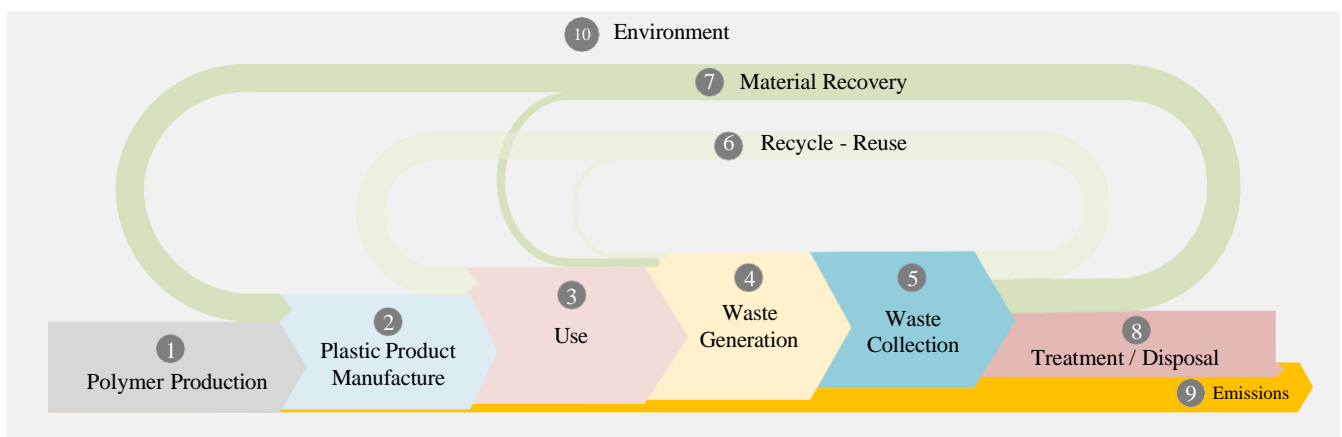 10 Environment
7 Material Recovery
6 Recycle - Reuse
1
Polymer Production
2
Plastic Product
Manufacture
3
Use
4
Waste
Generation
5
Waste
Collection
8
Treatment / Disposal
9 Emissions